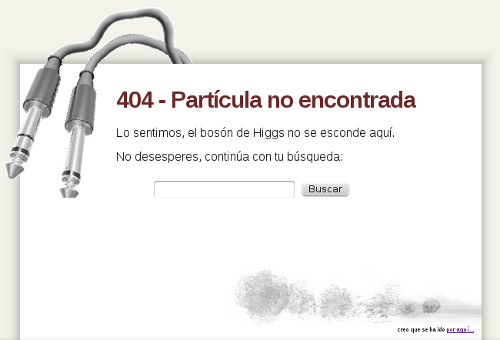 404 - Partícula no encontrada
Lo sentimos, el bosón de Higgs no se esconde aquí.
No desesperes, continúa con tu búsqueda:
Buscar
creo que se ha ido por aquí...